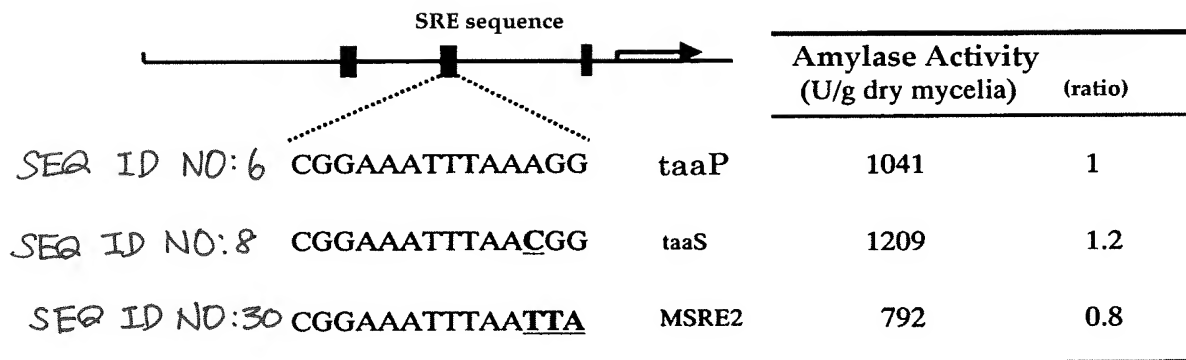 SRE sequence
Amylase Activity
(U/g dry mycelia) (ratio)
SEQ ID NO:6 CGGAAATTTAAAGG taaP 1041 1
SEQ ID NO:8 CGGAAATTTAACGG taaS 1209 1.2
SEQ ID NO:30 CGGAAATTTAATTA MSRE2 792 0.8